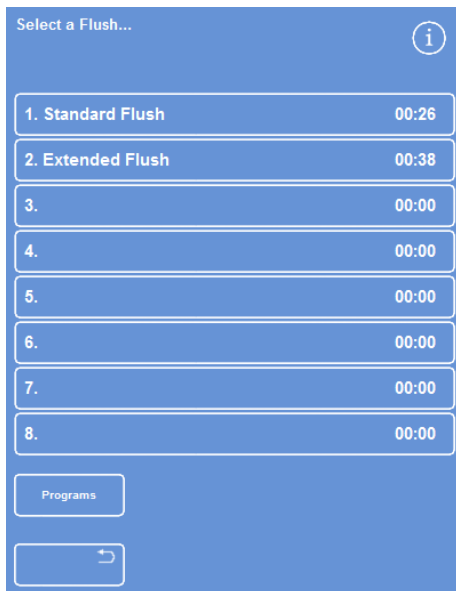 Select a Flush...
i
1. Standard Flush 00:26
2. Extended Flush 00:38
3. 00:00
4. 00:00
5. 00:00
6. 00:00
7. 00:00
8. 00:00
Programs